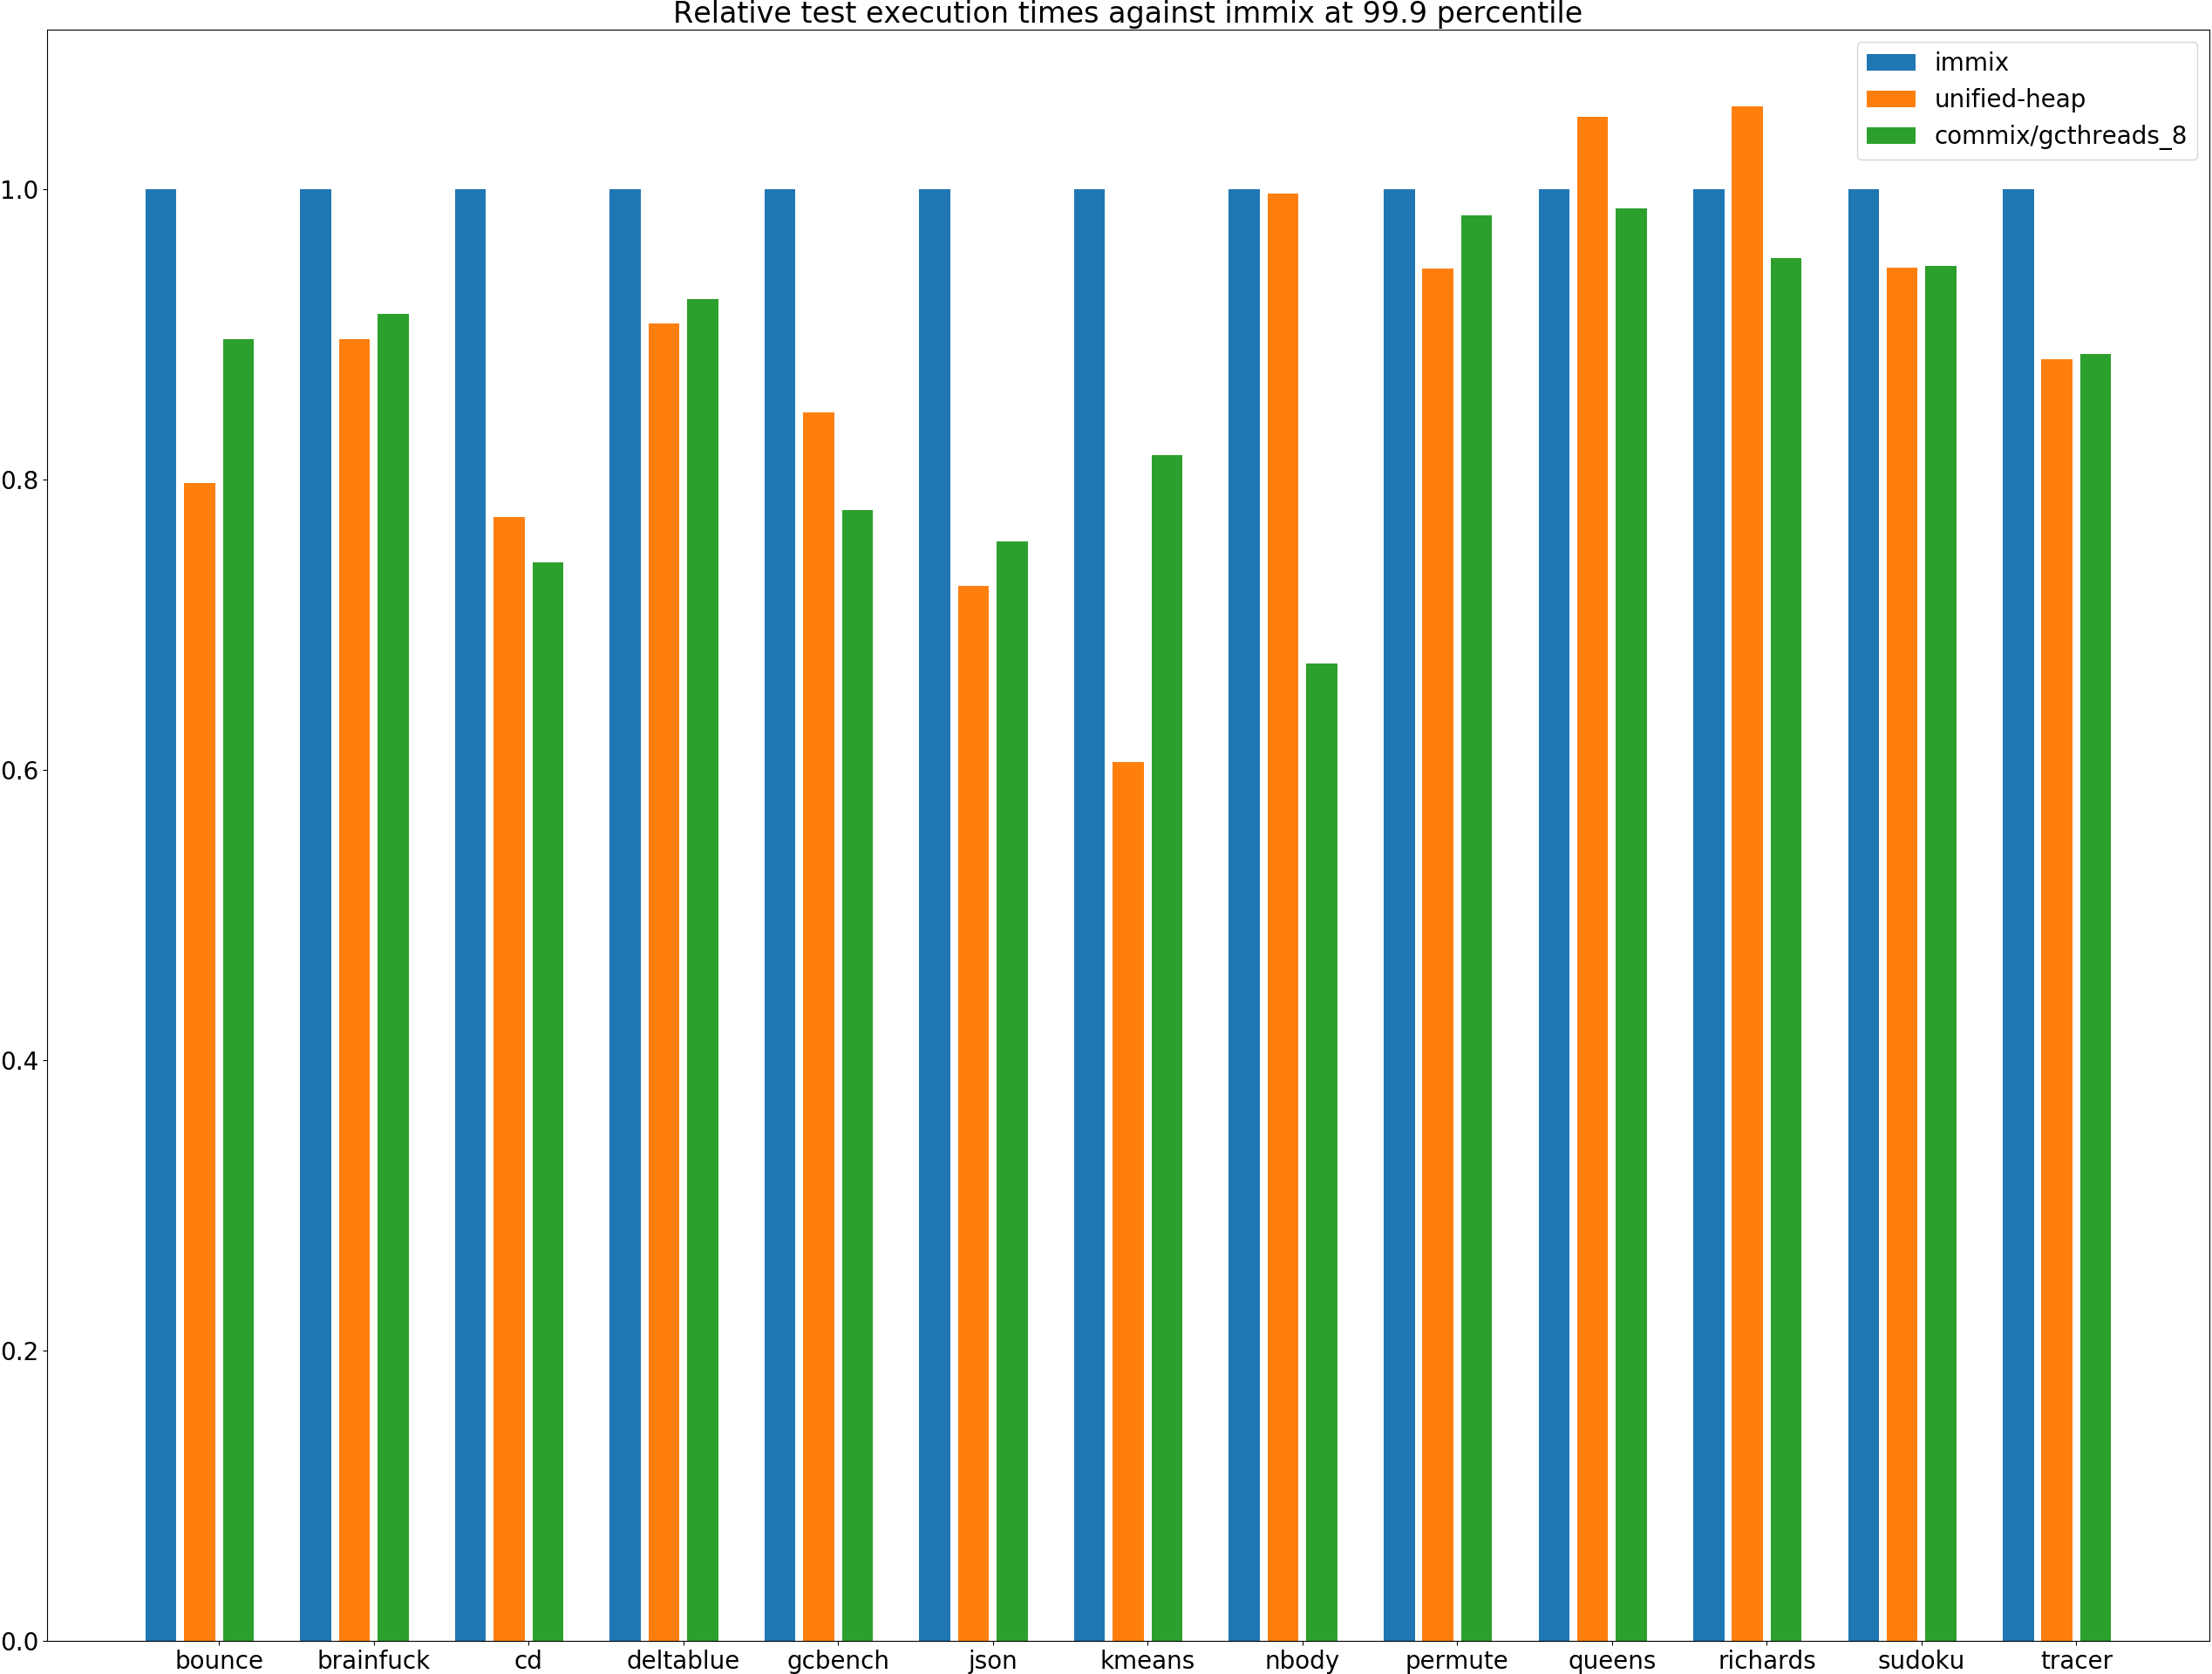 Relative test execution times against immix at 99.9 percentile
immix
unified-heap
commix/gcthreads_8
1.0
0.8
0.6
0.4
0.2
0.0
bounce brainfuck cd deltablue gcbench json kmeans nbody permute queens richards sudoku tracer